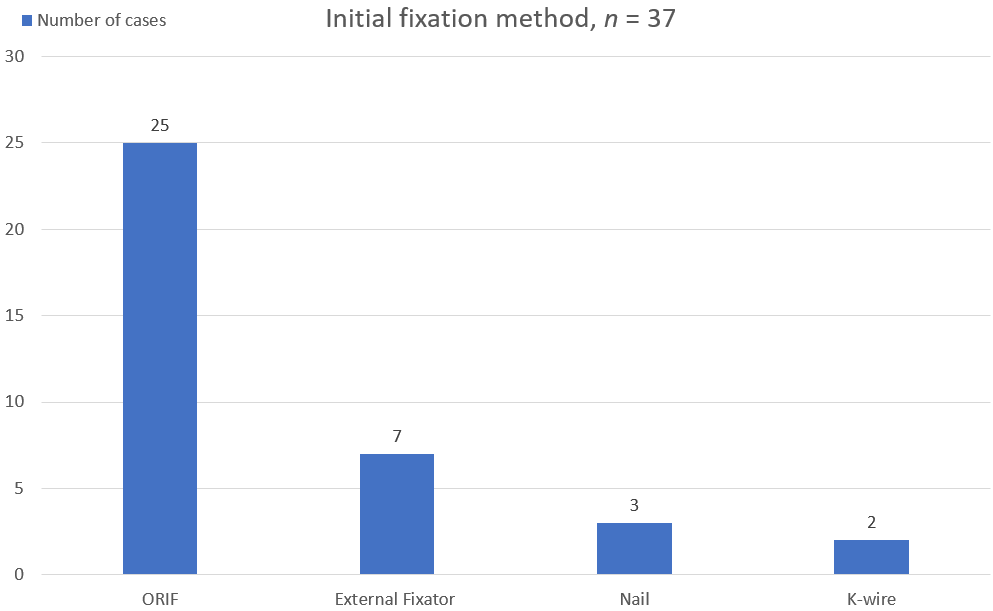 Number of cases
Initial fixation method, n = 37
30
25
20
15
10
5
0
25
7
3
2
ORIF
External Fixator
Nail
K-wire